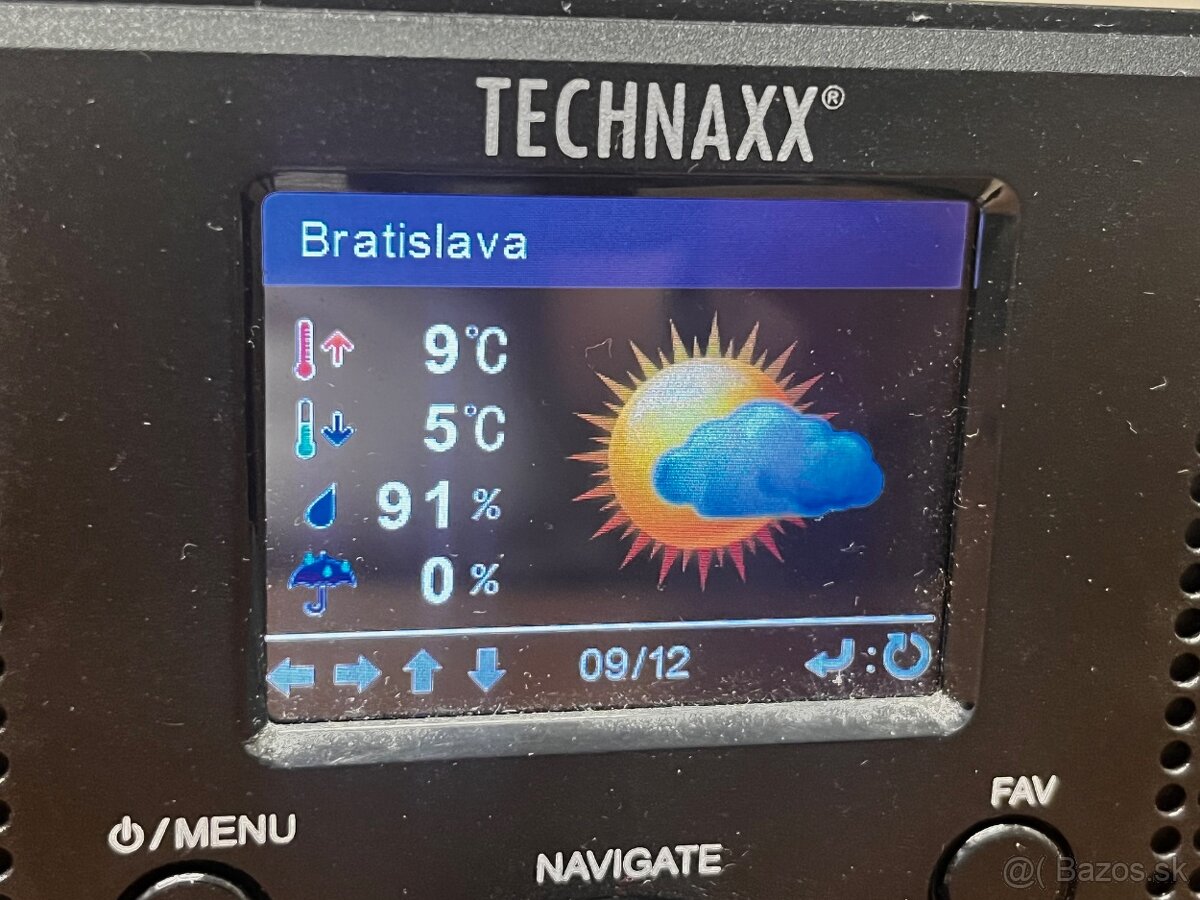 TECHNAXX®
Bratislava
9°C
5°C
91 %
0 %
09/12
:
/MENU
FAV
NAVIGATE
@( Bazos.sk